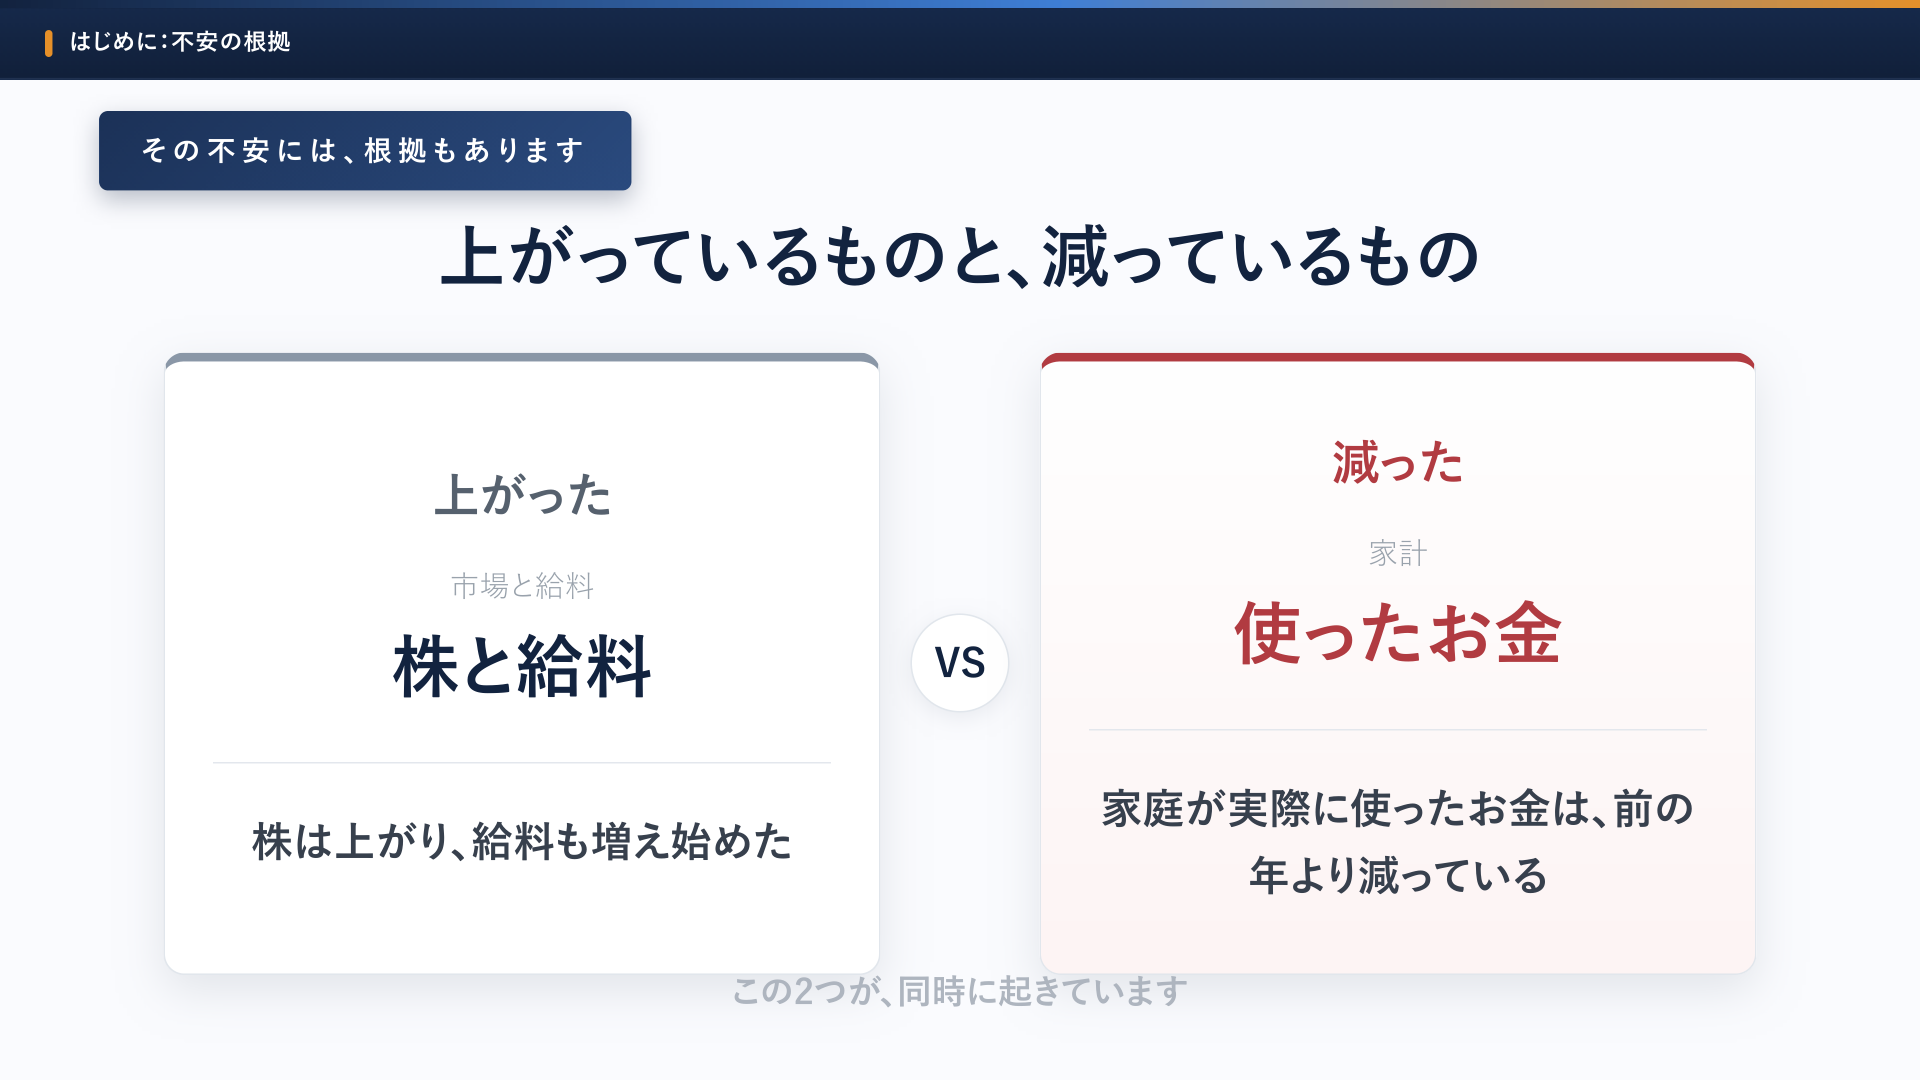 はじめに：不安の根拠
その不安には、根拠もあります
上がっているものと、減っているもの
上がった
市場と給料
株と給料
株は上がり、給料も増え始めた
VS
減った
家計
使ったお金
家庭が実際に使ったお金は、前の
年より減っている
この2つが、同時に起きています